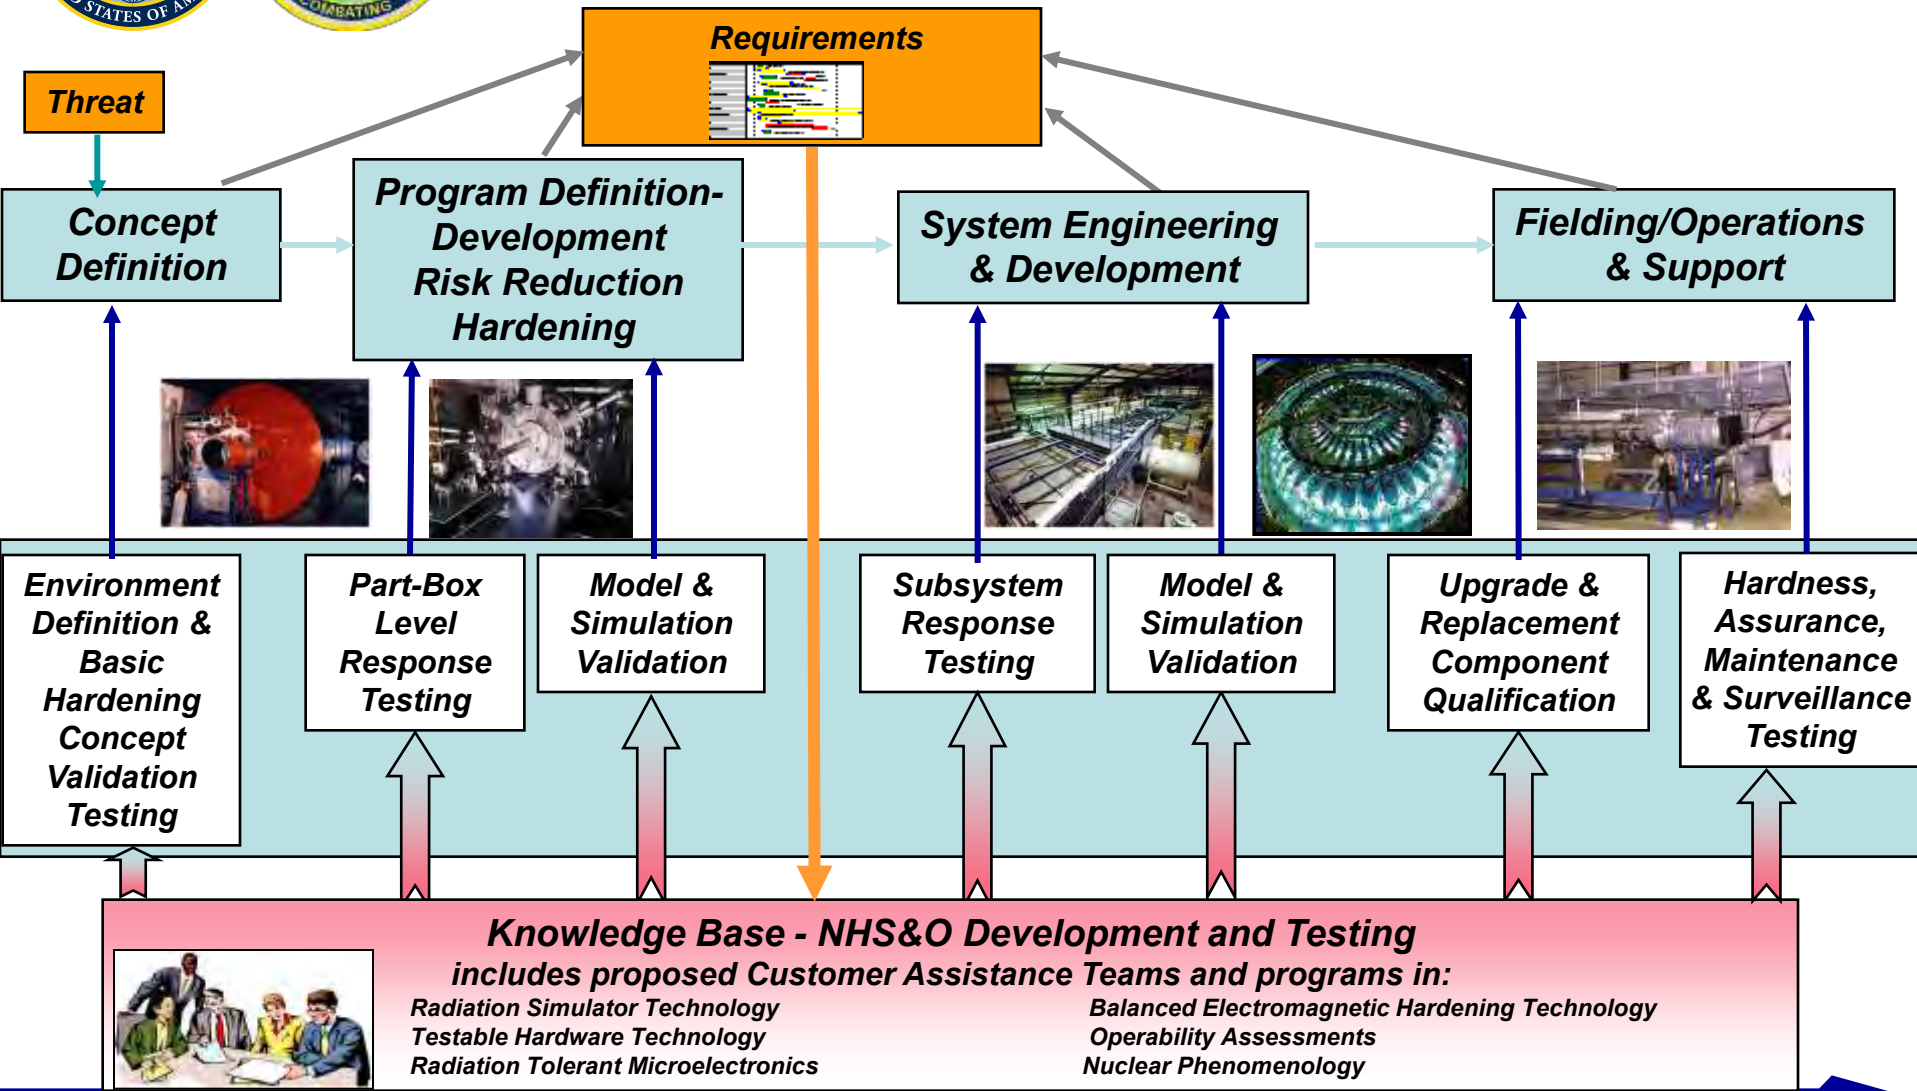 D STATES OF AM
COMBATING
Requirements
Threat
Concept
Definition
Program Definition-
Development
Risk Reduction
Hardening
System Engineering
& Development
Fielding/Operations
& Support
Environment
Definition &
Basic
Hardening
Concept
Validation
Testing
Part-Box
Level
Response
Testing
Model &
Simulation
Validation
Subsystem
Response
Testing
Model &
Simulation
Validation
Upgrade &
Replacement
Component
Qualification
Hardness,
Assurance,
Maintenance
& Surveillance
Testing
Knowledge Base - NHS&O Development and Testing
includes proposed Customer Assistance Teams and programs in:
Radiation Simulator Technology
Testable Hardware Technology
Radiation Tolerant Microelectronics
Balanced Electromagnetic Hardening Technology
Operability Assessments
Nuclear Phenomenology